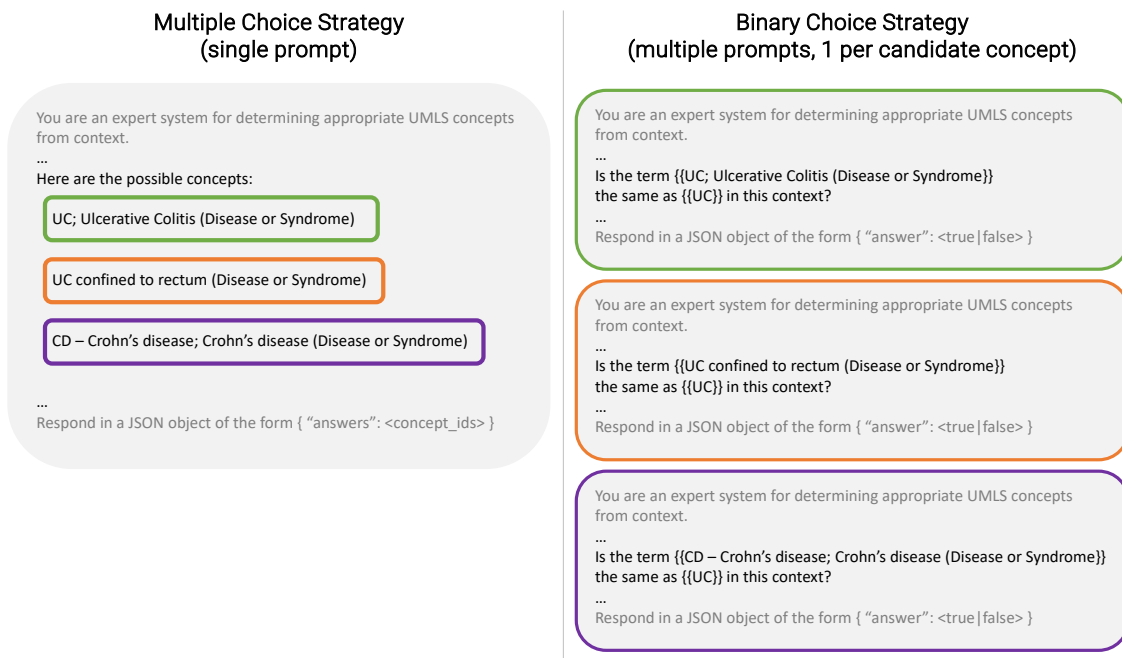 Multiple Choice Strategy
(single prompt)
You are an expert system for determining appropriate UMLS concepts
from context.
...
Here are the possible concepts:
UC; Ulcerative Colitis (Disease or Syndrome)
UC confined to rectum (Disease or Syndrome)
CD – Crohn’s disease; Crohn’s disease (Disease or Syndrome)
...
Respond in a JSON object of the form { “answers”: <concept_ids> }
Binary Choice Strategy
(multiple prompts, 1 per candidate concept)
You are an expert system for determining appropriate UMLS concepts
from context.
...
Is the term {{UC; Ulcerative Colitis (Disease or Syndrome}}
the same as {{UC}} in this context?
...
Respond in a JSON object of the form { “answer”: <true|false> }
You are an expert system for determining appropriate UMLS concepts
from context.
...
Is the term {{UC confined to rectum (Disease or Syndrome}}
the same as {{UC}} in this context?
...
Respond in a JSON object of the form { “answer”: <true|false> }
You are an expert system for determining appropriate UMLS concepts
from context.
...
Is the term {{CD – Crohn’s disease; Crohn’s disease (Disease or Syndrome}}
the same as {{UC}} in this context?
...
Respond in a JSON object of the form { “answer”: <true|false> }